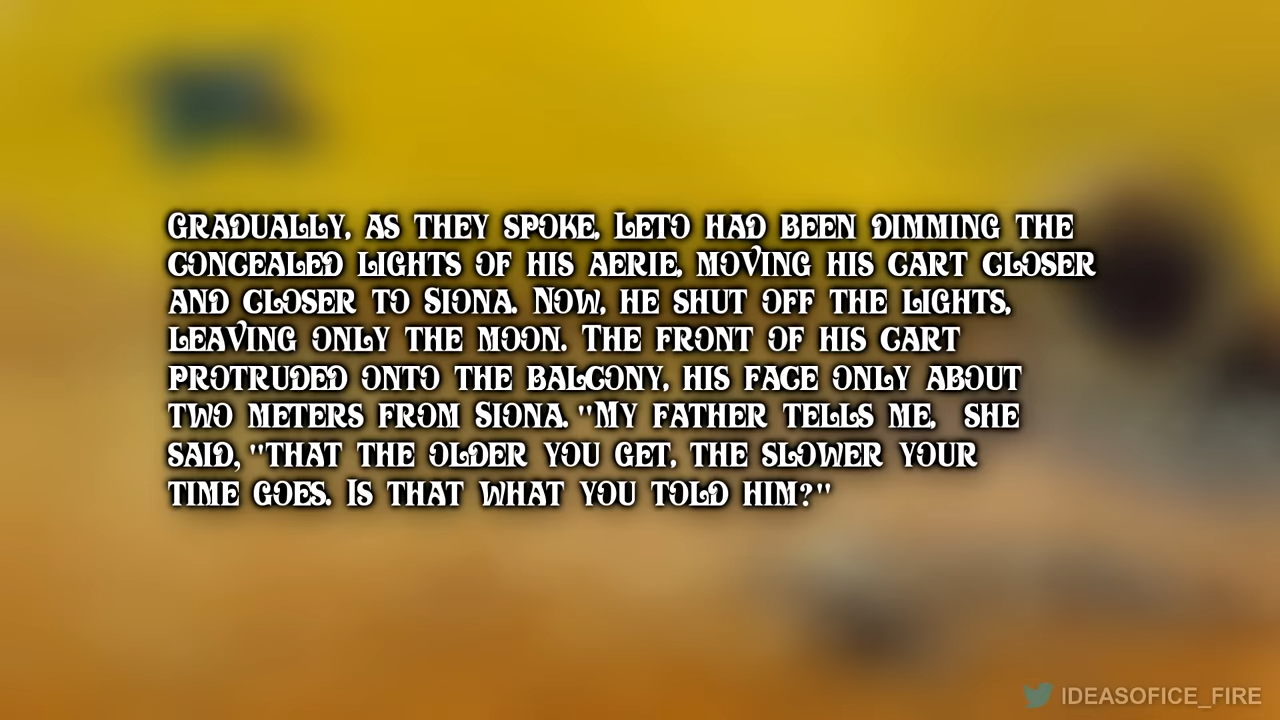 Gradually, as they spoke, Leto had been dimming the
concealed lights of his aerie, moving his cart closer
and closer to Siona. Now, he shut off the lights,
leaving only the moon. The front of his cart
protruded onto the balcony, his face only about
two meters from Siona. "My father tells me,   she
said, "that the older you get, the slower your
time goes. Is that what you told him?"
IDEASOFICE_FIRE